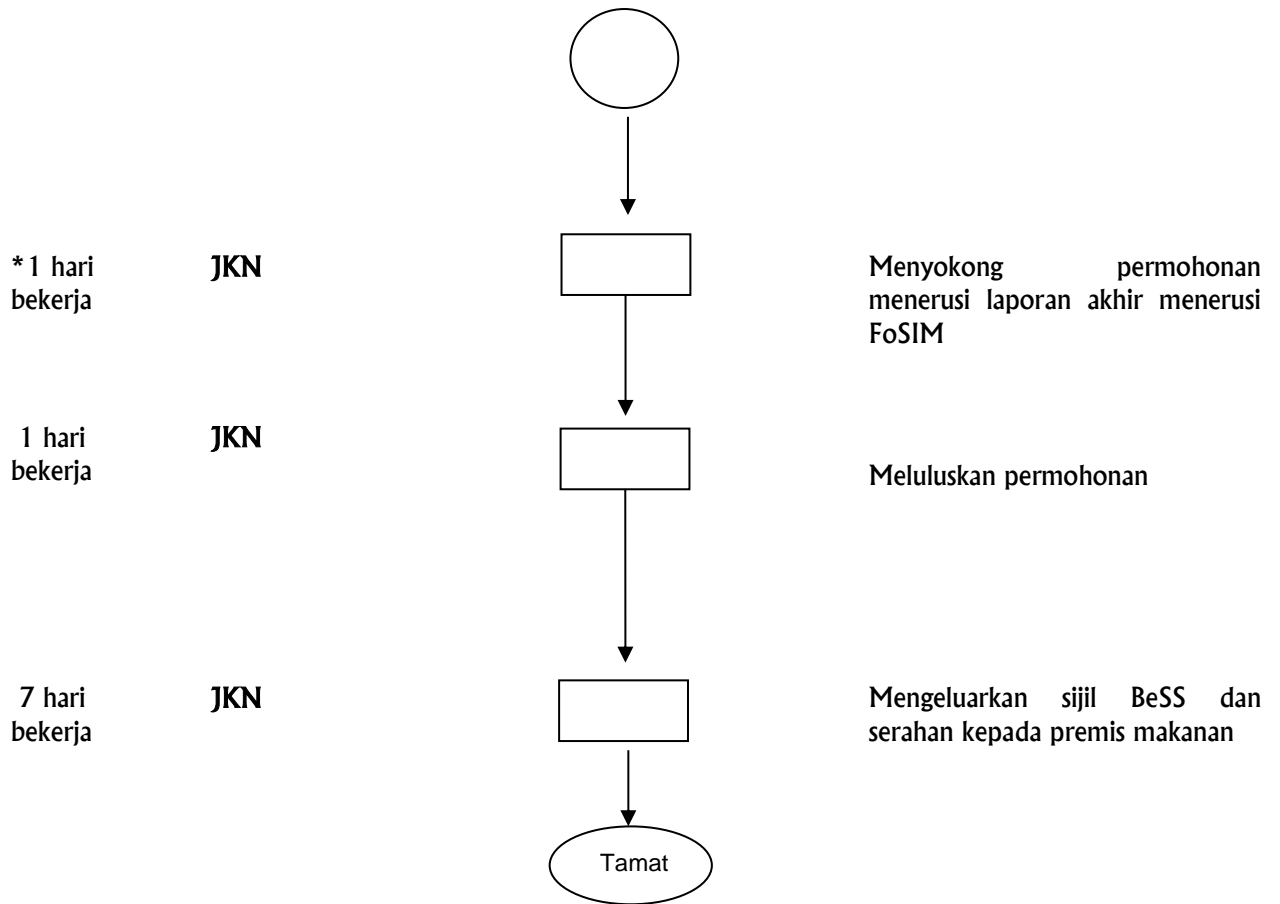 *1 hari
bekerja
JKN
Menyokong permohonan
menerusi laporan akhir menerusi
FoSIM
1 hari
bekerja
JKN
Meluluskan permohonan
7 hari
bekerja
JKN
Mengeluarkan sijil BeSS dan
serahan kepada premis makanan
Tamat